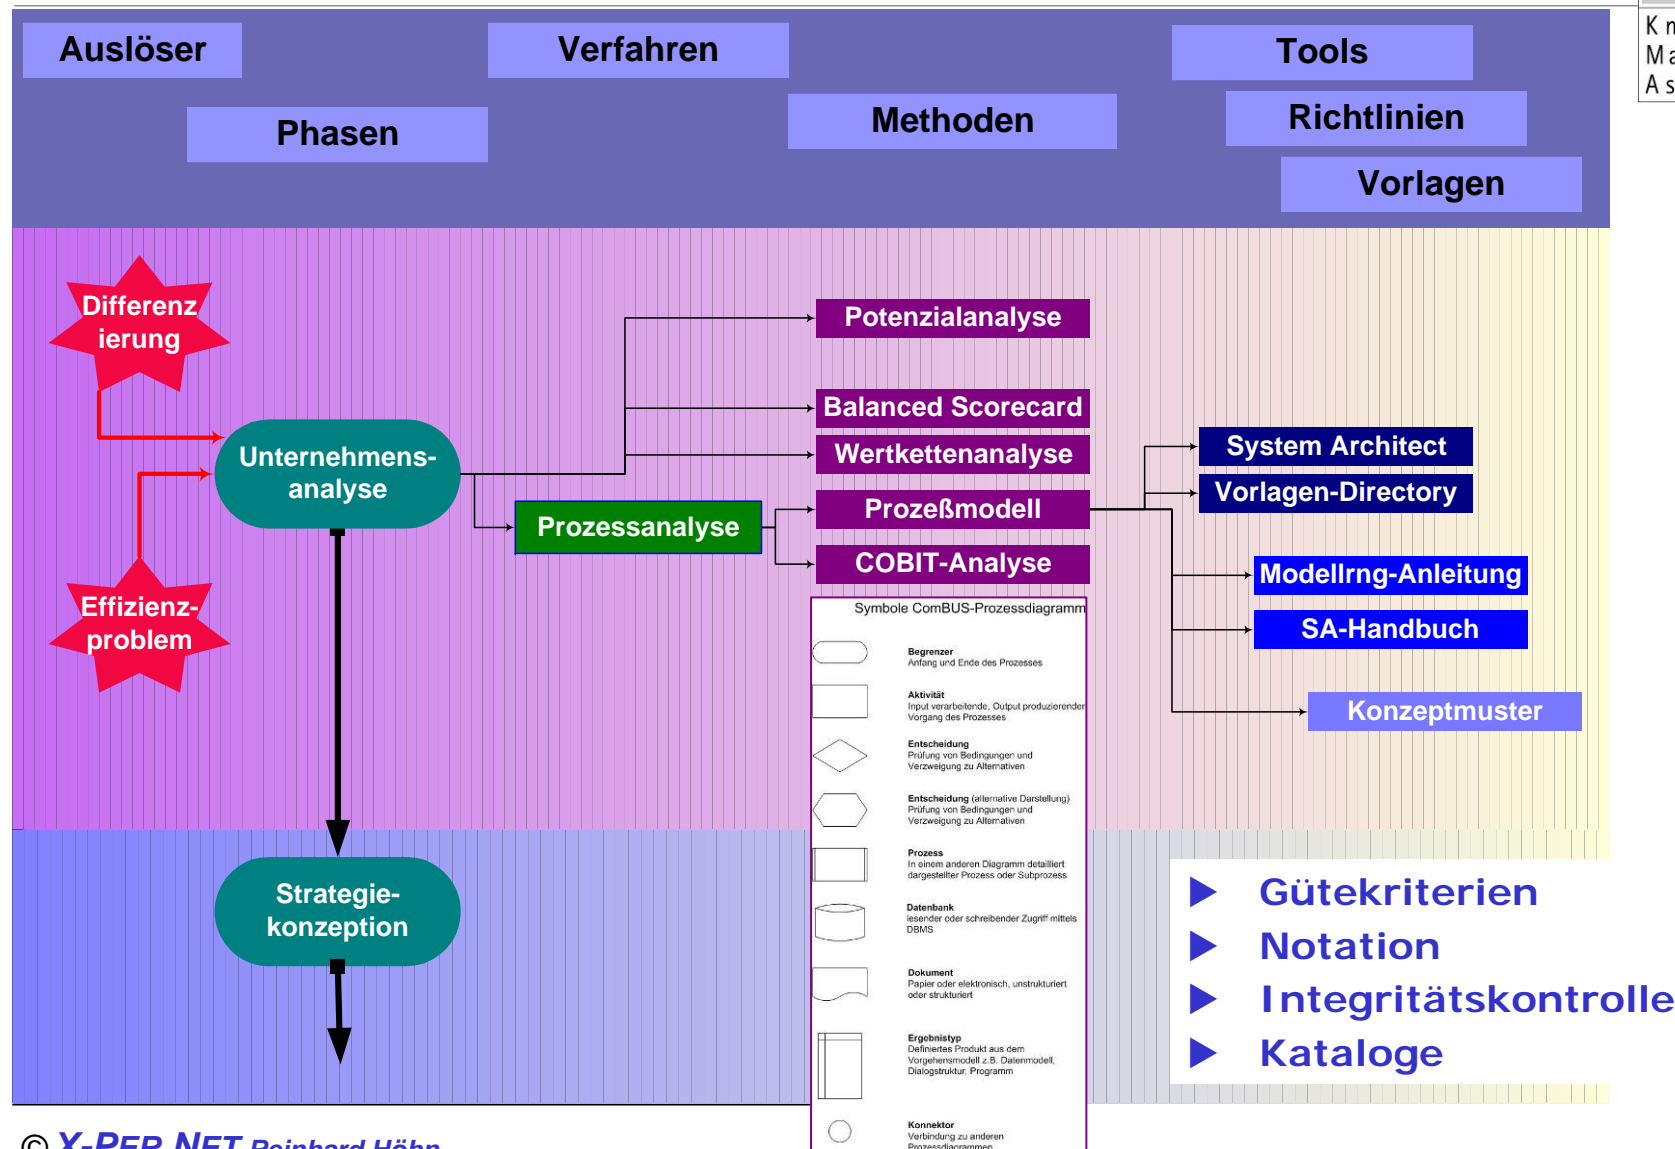 Auslöser
Verfahren
Tools
Phasen
Methoden
Richtlinien
Vorlagen
Differenz
ierung
Potenzialanalyse
Balanced Scorecard
Unternehmens-
analyse
Wertkettenanalyse
System Architect
Vorlagen-Directory
Prozessanalyse
Prozeßmodell
COBIT-Analyse
Modellrng-Anleitung
SA-Handbuch
Effizienz-
problem
Konzeptmuster
Symbole ComBUS-Prozessdiagramm
Begrenzer
Anfang und Ende des Prozesses
Aktivität
Input verarbeitende, Output produzierender
Vorgang des Prozesses
Entscheidung
Prüfung von Bedingungen und
Verzweigung zu Alternativen
Entscheidung (alternative Darstellung)
Prüfung von Bedingungen und
Verzweigung zu Alternativen
Prozess
In einem anderen Diagramm detailliert
dargestellter Prozess oder Subprozess
Datenbank
lesender oder schreibender Zugriff mittels
DBMS
Dokument
Papier oder elektronisch, unstrukturiert
oder strukturiert
Ergebnistyp
Definiertes Produkt aus dem
Vorgehensmodell z.B. Datenmodell,
Dialogstruktur. Programm
Konnektor
Verbindung zu anderen
Prozessdiagrammen
Strategie-
konzeption
Gütekriterien
Notation
Integritätskontrolle
Kataloge
© X-PER.NET Reinhard Höhn